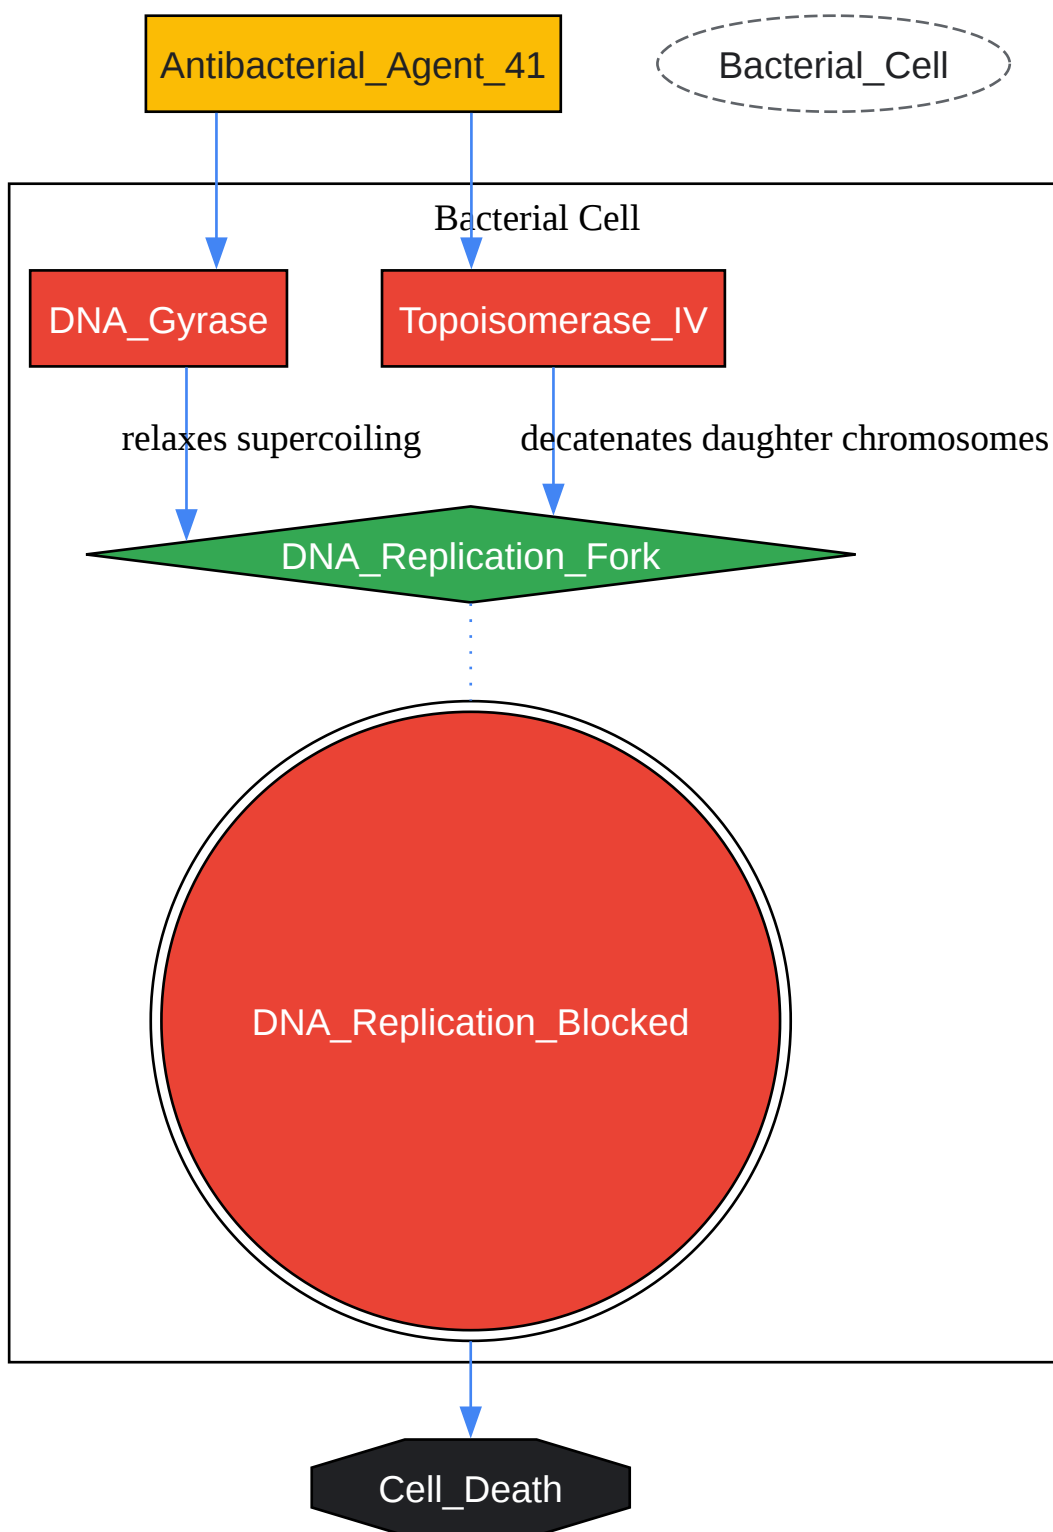 Antibacterial_Agent_41
Bacterial_Cell
Bacterial Cell
DNA_Gyrase
Topoisomerase_IV
relaxes supercoiling
decatenates daughter chromosomes
DNA_Replication_Fork
DNA_Replication_Blocked
Cell_Death